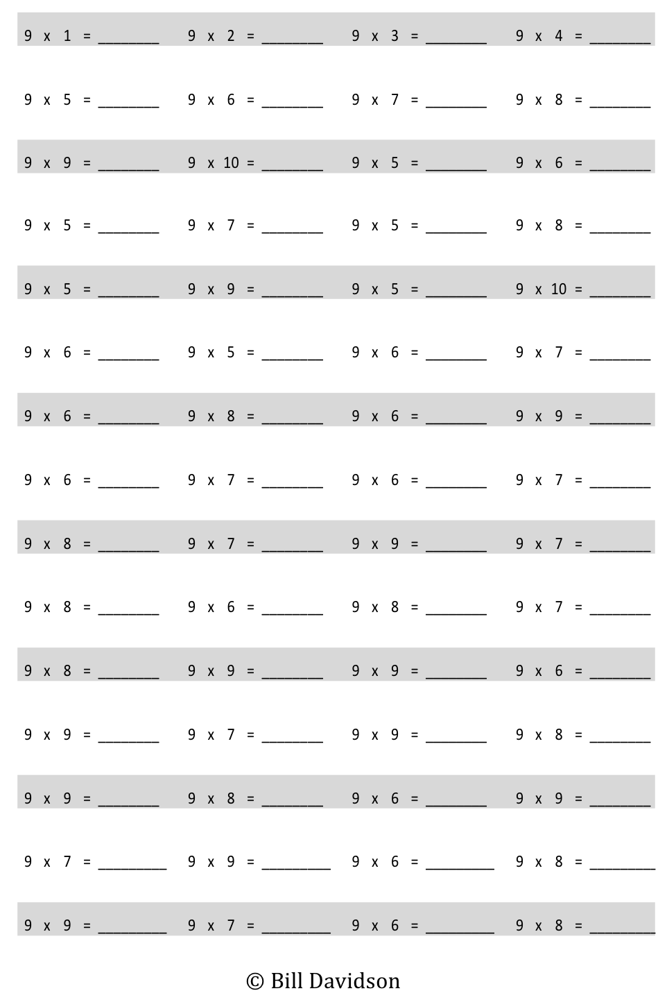 9 x 1 = ________ 9 x 2 = ________ 9 x 3 = ________ 9 x 4 = ________
9 x 5 = ________ 9 x 6 = ________ 9 x 7 = ________ 9 x 8 = ________
9 x 9 = ________ 9 x 10 = ________ 9 x 5 = ________ 9 x 6 = ________
9 x 5 = ________ 9 x 7 = ________ 9 x 5 = ________ 9 x 8 = ________
9 x 5 = ________ 9 x 9 = ________ 9 x 5 = ________ 9 x 10 = ________
9 x 6 = ________ 9 x 5 = ________ 9 x 6 = ________ 9 x 7 = ________
9 x 6 = ________ 9 x 8 = ________ 9 x 6 = ________ 9 x 9 = ________
9 x 6 = ________ 9 x 7 = ________ 9 x 6 = ________ 9 x 7 = ________
9 x 8 = ________ 9 x 7 = ________ 9 x 9 = ________ 9 x 7 = ________
9 x 8 = ________ 9 x 6 = ________ 9 x 8 = ________ 9 x 7 = ________
9 x 8 = ________ 9 x 9 = ________ 9 x 9 = ________ 9 x 6 = ________
9 x 9 = ________ 9 x 7 = ________ 9 x 9 = ________ 9 x 8 = ________
9 x 9 = ________ 9 x 8 = ________ 9 x 6 = ________ 9 x 9 = ________
9 x 7 = _________ 9 x 9 = _________ 9 x 6 = _________ 9 x 8 = _________
9 x 9 = _________ 9 x 7 = _________ 9 x 6 = _________ 9 x 8 = _________
© Bill Davidson